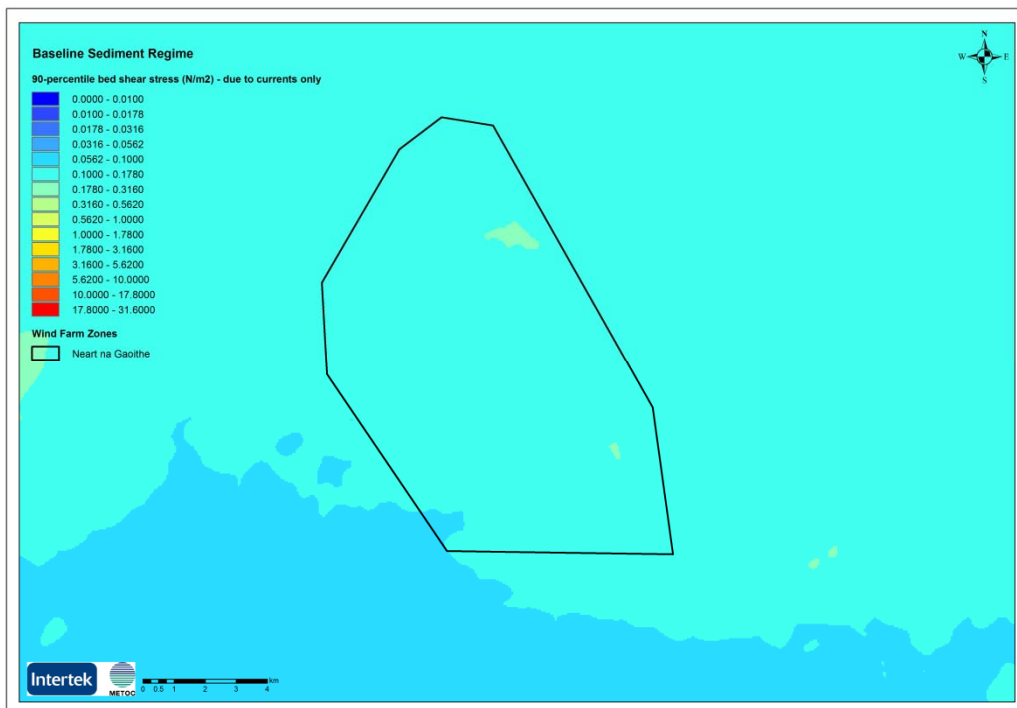 Baseline Sediment Regime
90-percentile bed shear stress (N/m2) - due to currents only
0.0000 - 0.0100
0.0100 - 0.0178
0.0178 - 0.0316
0.0316 - 0.0562
0.0562 - 0.1000
0.1000 - 0.1780
0.1780 - 0.3160
0.3160 - 0.5620
0.5620 - 1.0000
1.0000 - 1.7800
1.7800 - 3.1600
3.1600 - 5.6200
5.6200 - 10.0000
10.0000 - 17.8000
17.8000 - 31.6000
Wind Farm Zones
Neart na Gaoithe
N
W E
S
Intertek
METOC
km
0 0.5 1 2 3 4